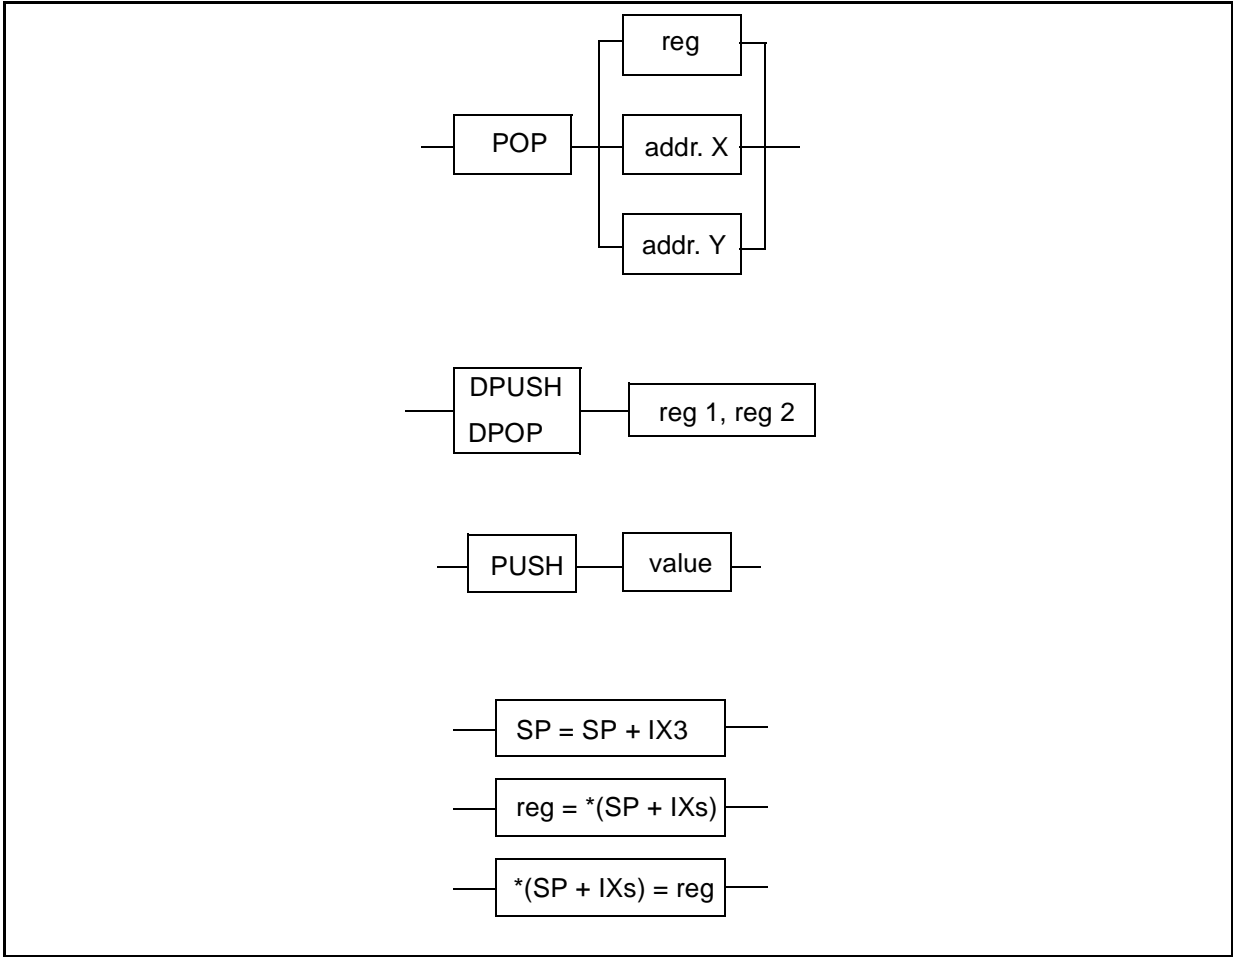 reg
POP
addr. X
addr. Y
DPUSH
DPOP
reg 1, reg 2
PUSH
value
SP = SP + IX3
reg = *(SP + IXs)
*(SP + IXs) = reg